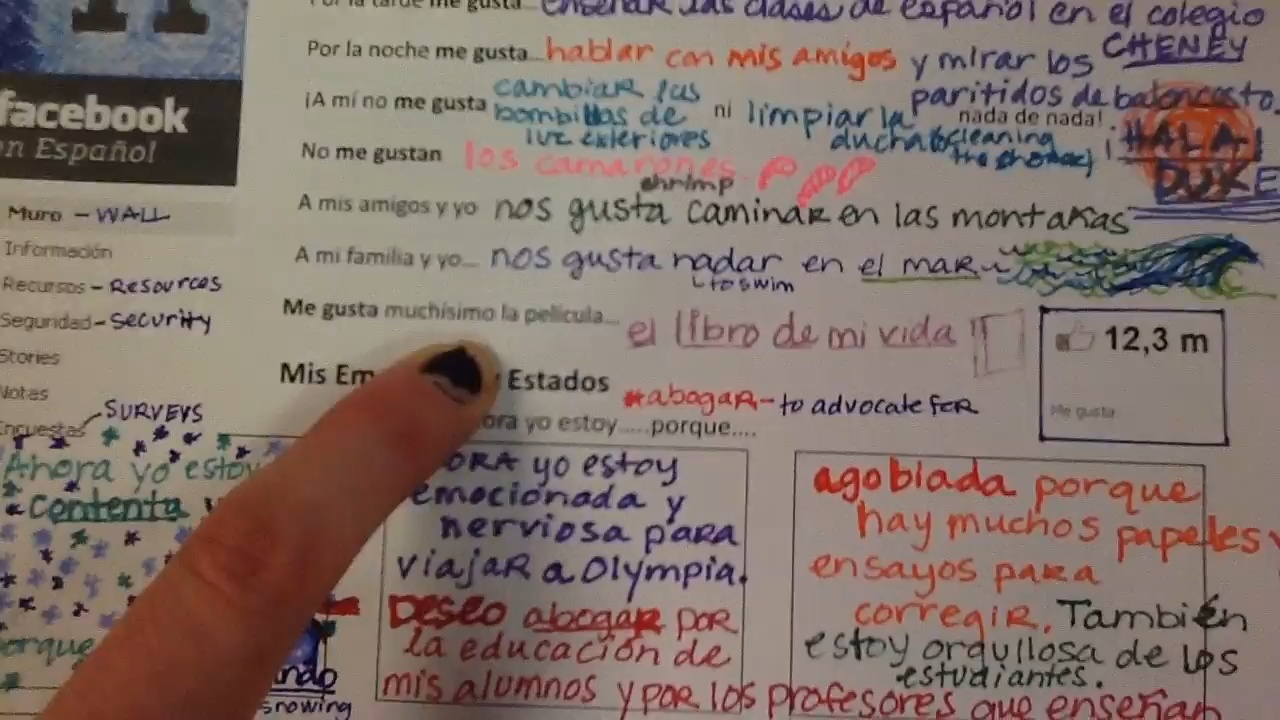 Por la tarde me gusta... enseñar las clases de español en el colegio
CHENEY
Por la noche me gusta... hablar con mis amigos y mirar los
paritidos de baloncesto.
¡A mí no me gusta cambiar las bombillas de luz exteriores ni limpiar la ducha nada de nada!
(cleaning the shower)
¡HALA!
DUKE
No me gustan los camarones
shrimp
A mis amigos y yo nos gusta caminar en las montañas
A mi familia y yo... nos gusta nadar en el mar
to swim
Me gusta muchísimo la película... el libro de mi vida
12,3 m
Me gusta
Mis Em Estados
*abogar - to advocate for
ora yo estoy.....porque....
facebook
en Español
Muro - WALL
Información
Recursos - Resources
Seguridad - Security
Stories
Notas
Encuestas SURVEYS
Ahora yo estoy
contenta
porque
ndo
snowing
ORA yo estoy
emocionada y
nerviosa para
viajar a Olympia.
Deseo abogar por
la educación de
mis alumnos y por los profesores que enseñan
agobiada porque
hay muchos papeles y
ensayos para
corregir. También
estoy orgullosa de los
estudiantes.